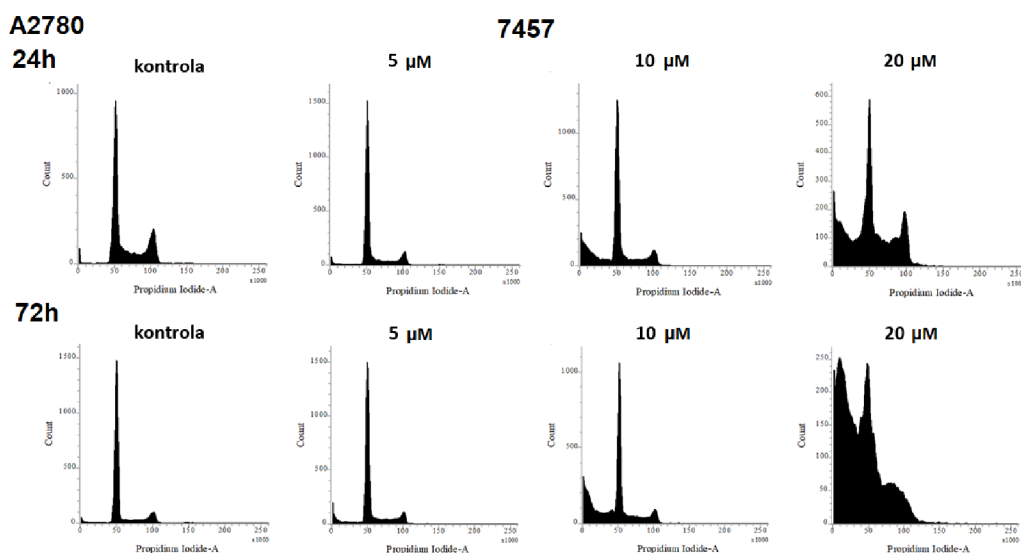 A2780
7457
24h
kontrola
5 µM
10 µM
20 µM
1000
500
0
Count
0 50 100 150 200 250
x1000
Propidium Iodide-A
1500
1000
500
0
Count
0 50 100 150 200 250
x1000
Propidium Iodide-A
1000
500
0
Count
0 50 100 150 200 250
x1000
Propidium Iodide-A
600
500
400
300
200
100
0
Count
0 50 100 150 200 250
x1000
Propidium Iodide-A
72h
kontrola
5 µM
10 µM
20 µM
1500
1000
500
0
Count
0 50 100 150 200 250
x1000
Propidium Iodide-A
1500
1000
500
0
Count
0 50 100 150 200 250
x1000
Propidium Iodide-A
1000
500
0
Count
0 50 100 150 200 250
x1000
Propidium Iodide-A
250
200
150
100
50
0
Count
0 50 100 150 200 250
x1000
Propidium Iodide-A